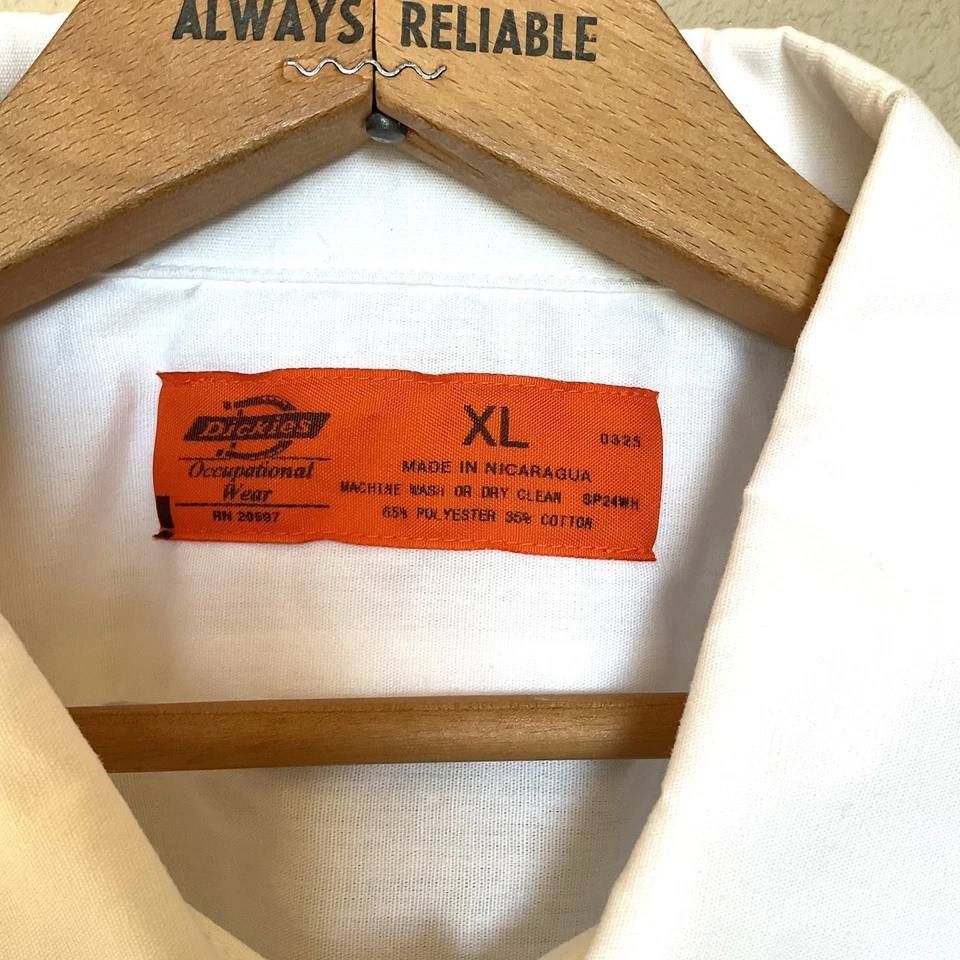 ALWAYS RELIABLE
Dickies
Occupational
Wear
RN 20697
XL
0325
MADE IN NICARAGUA
MACHINE WASH OR DRY CLEAN SP24WH
65% POLYESTER 35% COTTON